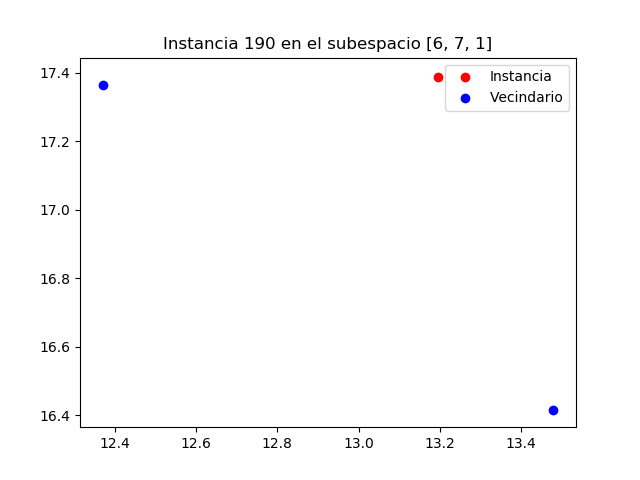 Instancia 190 en el subespacio [6, 7, 1]
Instancia
Vecindario
17.4
17.2
17.0
16.8
16.6
16.4
12.4 12.6 12.8 13.0 13.2 13.4